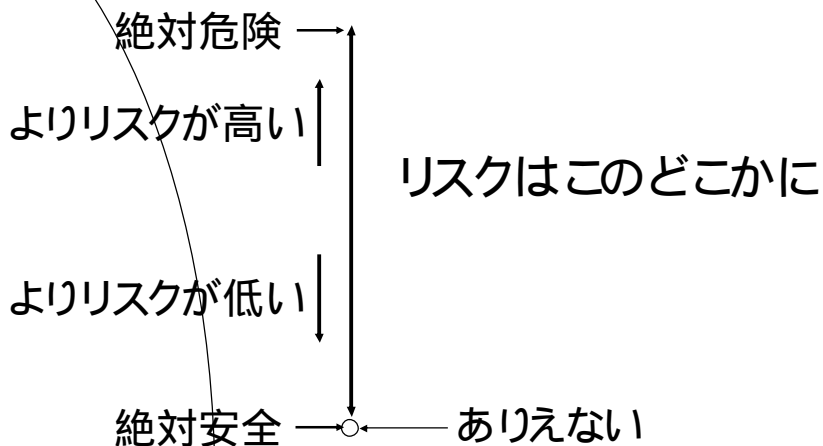 絶対危険
よりリスクが高い
リスクはこのどこかに
よりリスクが低い
絶対安全
ありえない